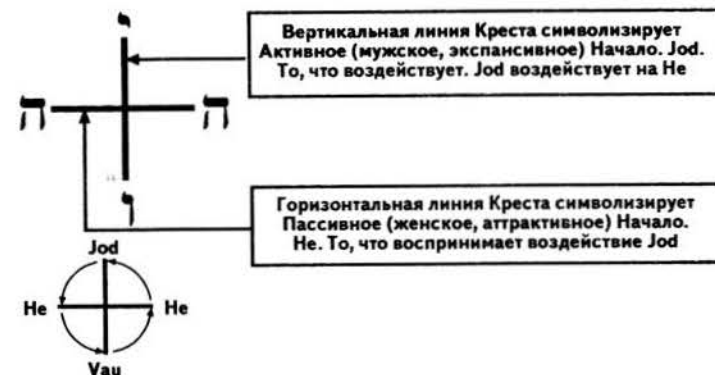 י
Вертикальная линия Креста символизирует
Активное (мужское, экспансивное) Начало. Jod.
То, что воздействует. Jod воздействует на He
ה ה
ו
Горизонтальная линия Креста символизирует
Пассивное (женское, аттрактивное) Начало.
He. То, что воспринимает воздействие Jod
Jod
He He
Vau